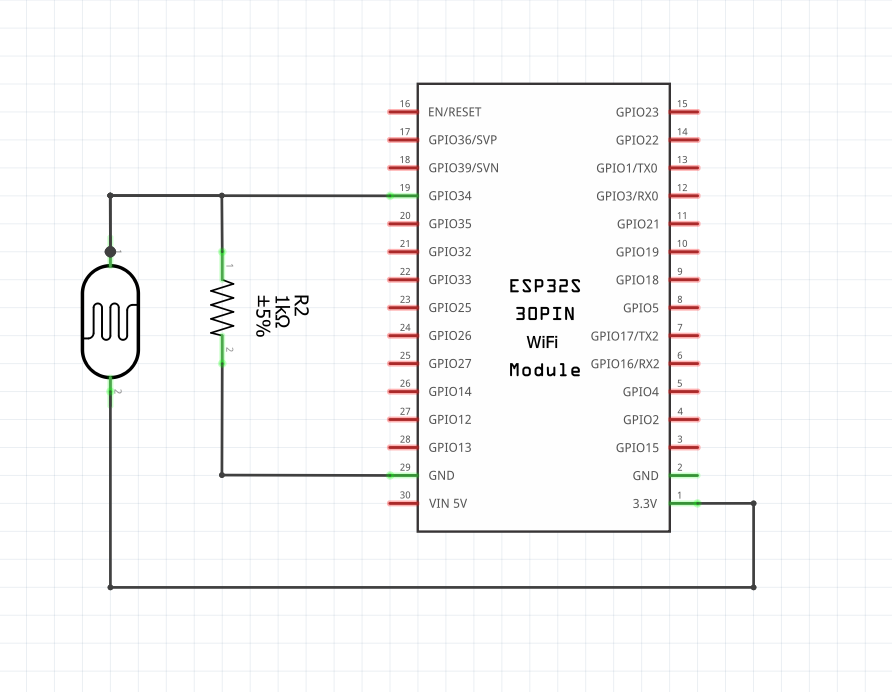 16 EN/RESET GPIO23 15
17 GPIO36/SVP GPIO22 14
18 GPIO39/SVN GPIO1/TX0 13
19 GPIO34 GPIO3/RX0 12
20 GPIO35 GPIO21 11
21 GPIO32 GPIO19 10
22 GPIO33 GPIO18 9
23 GPIO25 GPIO5 8
24 GPIO26 GPIO17/TX2 7
25 GPIO27 GPIO16/RX2 6
26 GPIO14 GPIO4 5
27 GPIO12 GPIO2 4
28 GPIO13 GPIO15 3
29 GND GND 2
30 VIN 5V 3.3V 1
ESP32S
30PIN
WiFi
Module
R2
1kΩ
±5%
1
2
1
2